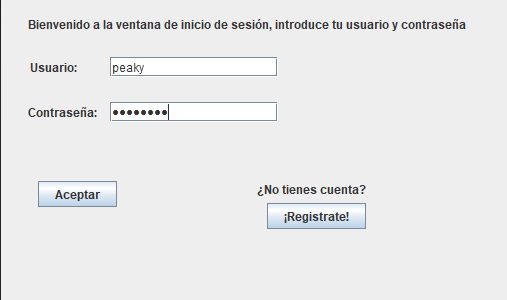 Bienvenido a la ventana de inicio de sesión, introduce tu usuario y contraseña
Usuario: peaky
Contraseña: ●●●●●●●●
¿No tienes cuenta?
Aceptar
¡Registrate!